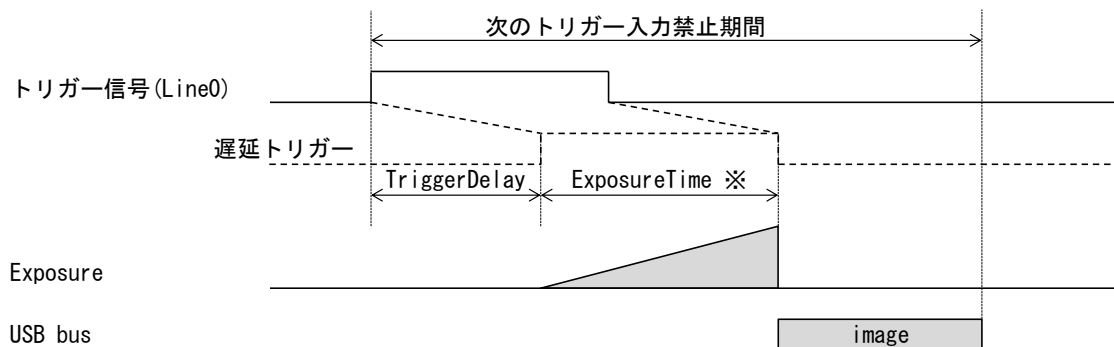 次のトリガー入力禁止期間
トリガー信号(Line0)
遅延トリガー
TriggerDelay
ExposureTime ※
Exposure
USB bus
image